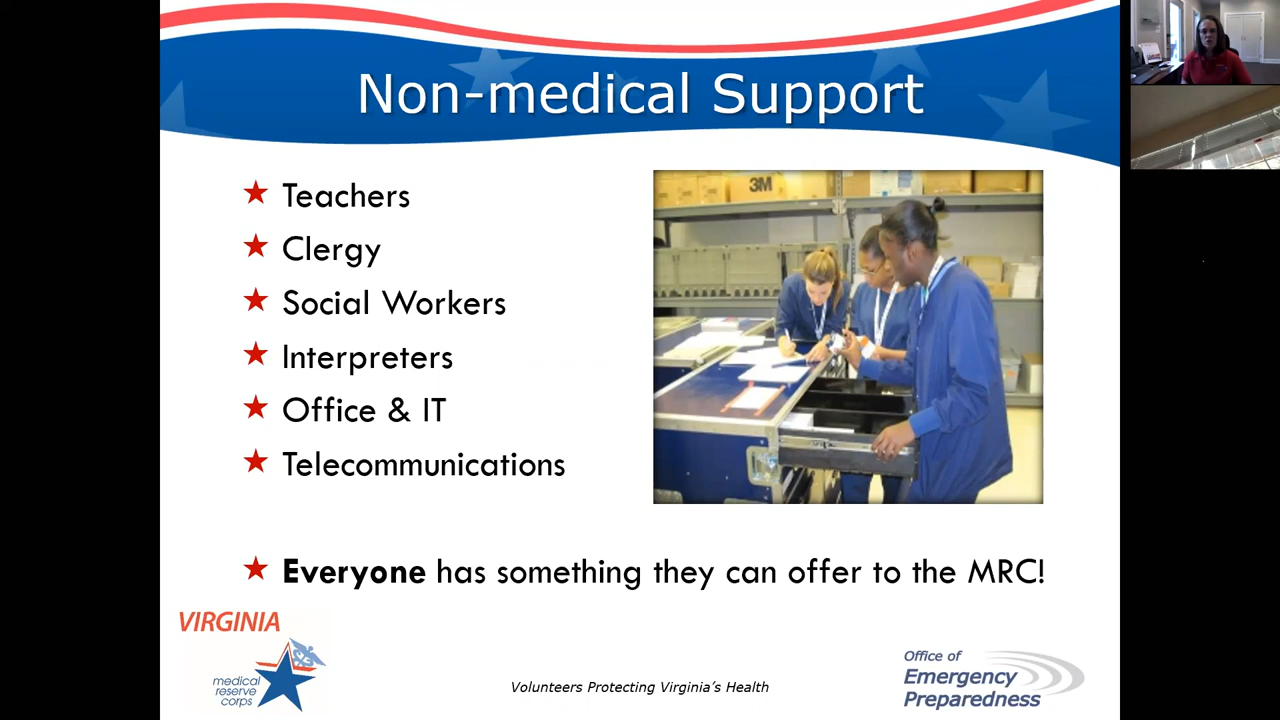 Non-medical Support
Teachers
Clergy
Social Workers
Interpreters
Office & IT
Telecommunications
3M
Everyone has something they can offer to the MRC!
VIRGINIA
medical
reserve
corps
Volunteers Protecting Virginia's Health
Office of
Emergency
Preparedness